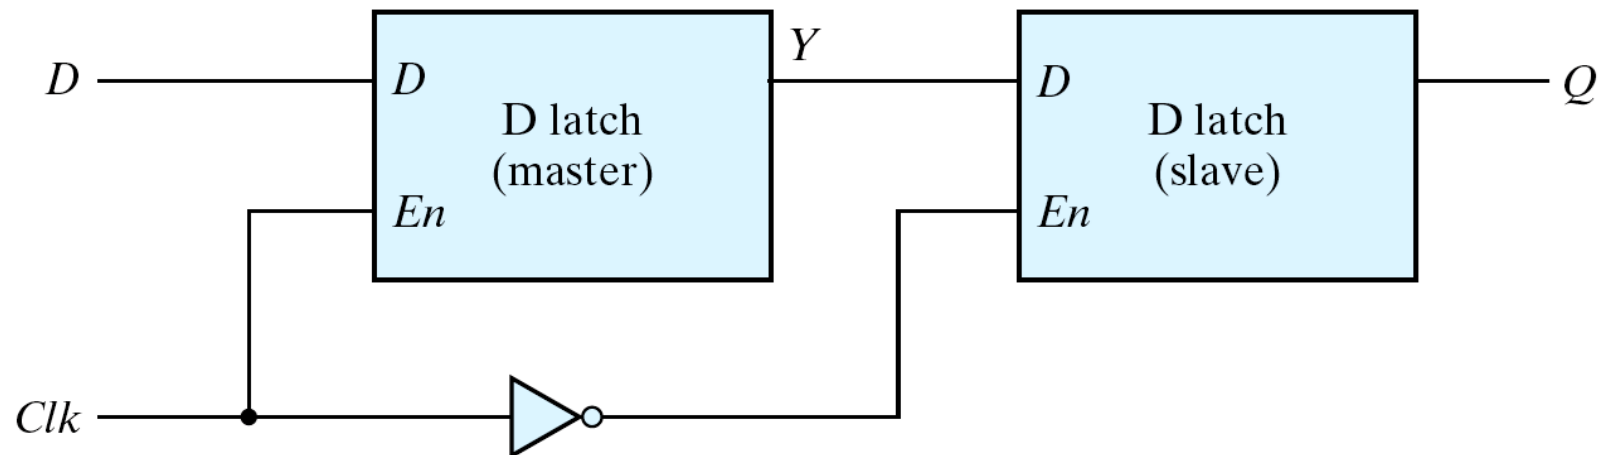 D
D
D latch
(master)
En
Y
D
D latch
(slave)
En
Q
Clk